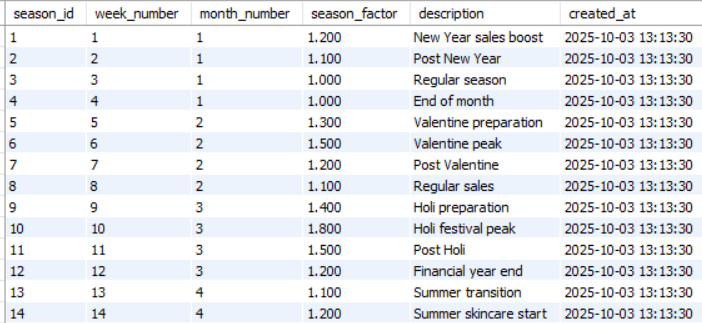 season_id week_number month_number season_factor description created_at
1 1 1 1.200 New Year sales boost 2025-10-03 13:13:30
2 2 1 1.100 Post New Year 2025-10-03 13:13:30
3 3 1 1.000 Regular season 2025-10-03 13:13:30
4 4 1 1.000 End of month 2025-10-03 13:13:30
5 5 2 1.300 Valentine preparation 2025-10-03 13:13:30
6 6 2 1.500 Valentine peak 2025-10-03 13:13:30
7 7 2 1.200 Post Valentine 2025-10-03 13:13:30
8 8 2 1.100 Regular sales 2025-10-03 13:13:30
9 9 3 1.400 Holi preparation 2025-10-03 13:13:30
10 10 3 1.800 Holi festival peak 2025-10-03 13:13:30
11 11 3 1.500 Post Holi 2025-10-03 13:13:30
12 12 3 1.200 Financial year end 2025-10-03 13:13:30
13 13 4 1.100 Summer transition 2025-10-03 13:13:30
14 14 4 1.200 Summer skincare start 2025-10-03 13:13:30